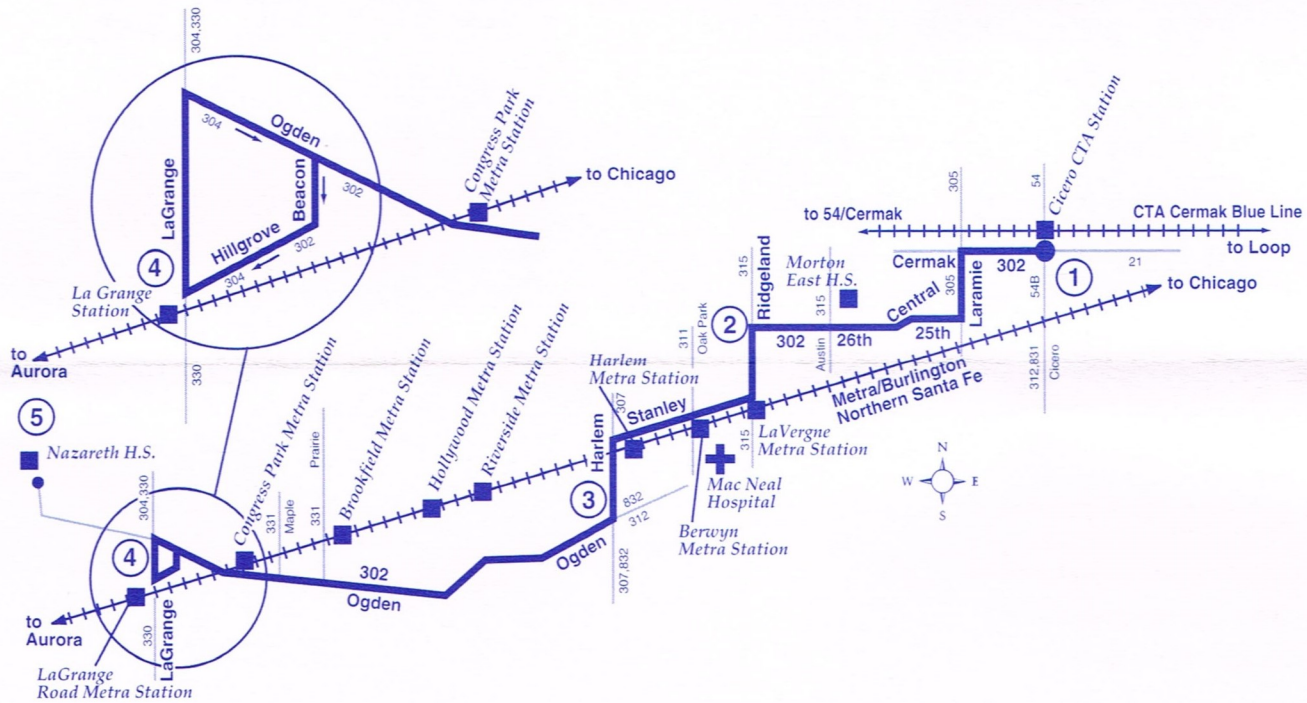 304,330
304
Ogden
302
Beacon
LaGrange
Hillgrove
302
304
4
La Grange
Station
Congress Park
Metra Station
to Chicago
to
Aurora
330
5
Nazareth H.S.
304,330
4
330
LaGrange
to
Aurora
LaGrange
Road Metra Station
Congress Park Metra Station
331
Maple
Prairie
331
Brookfield Metra Station
Hollywood Metra Station
Riverside Metra Station
302
Ogden
Ogden
3
Harlem
307
832
312
307,832
Harlem
Metra Station
Stanley
311
Oak Park
Berwyn
Metra Station
Mac Neal
Hospital
315
LaVergne
Metra Station
2
315
Ridgeland
302
26th
Austin
315
Morton
East H.S.
Central
25th
Laramie
305
305
Cermak
302
1
54
54B
312,831
Cicero
21
Cicero CTA Station
to 54/Cermak
CTA Cermak Blue Line
to Loop
to Chicago
Metra/Burlington
Northern Santa Fe
N
W
E
S